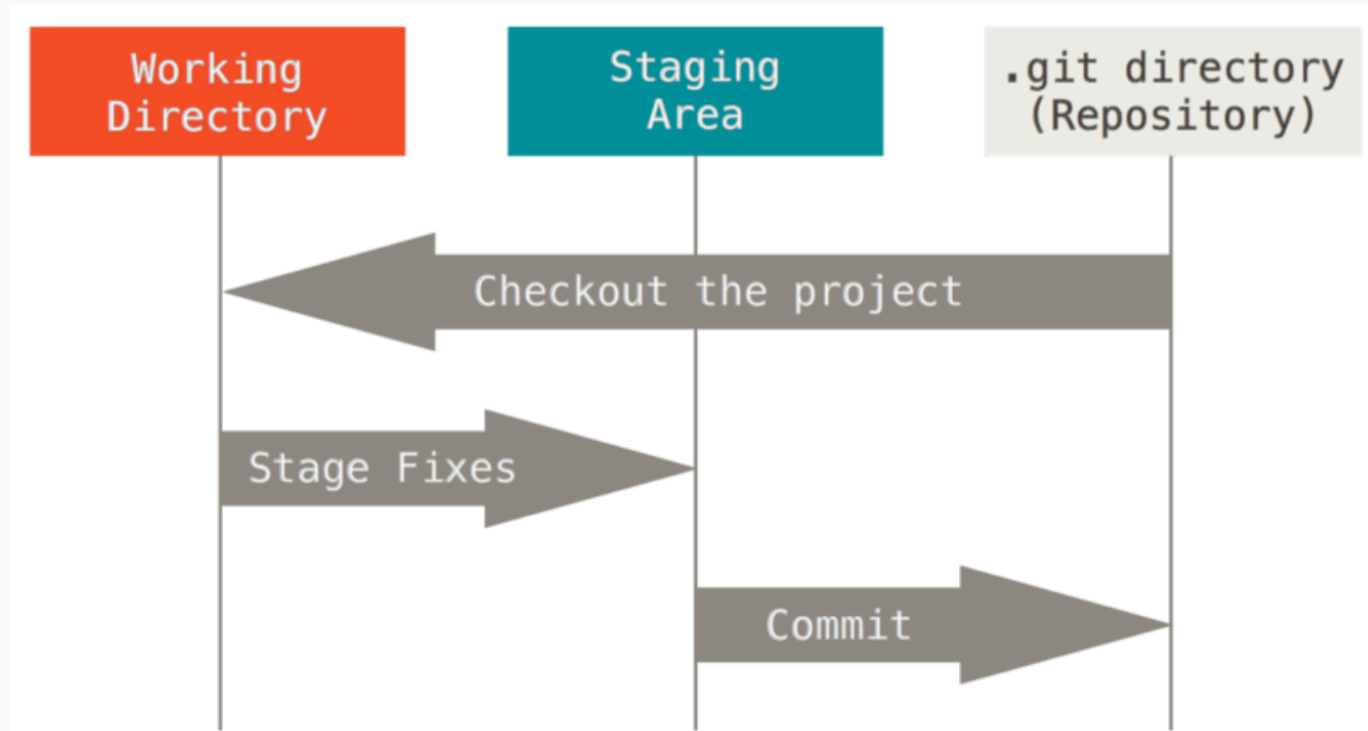 Working
Directory
Staging
Area
.git directory
(Repository)
Checkout the project
Stage Fixes
Commit